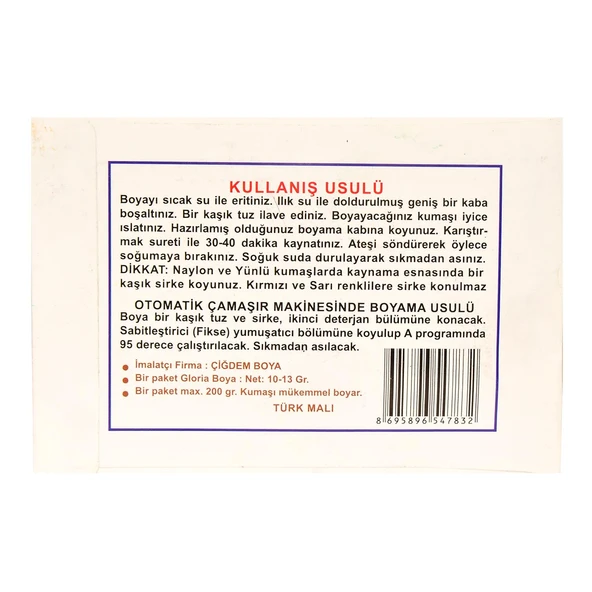 KULLANIŞ USULÜ
Boyayı sıcak su ile eritiniz. Ilık su ile doldurulmuş geniş bir kaba
boşaltınız. Bir kaşık tuz ilave ediniz. Boyayacağınız kumaşı iyice
ıslatınız. Hazırlamış olduğunuz boyama kabına koyunuz. Karıştır-
mak sureti ile 30-40 dakika kaynatınız. Ateşi söndürerek öylece
soğumaya bırakınız. Soğuk suda durulayarak sıkmadan asınız.
DİKKAT: Naylon ve Yünlü kumaşlarda kaynama esnasında bir
kaşık sirke koyunuz. Kırmızı ve Sarı renklilere sirke konulmaz
OTOMATİK ÇAMAŞIR MAKİNESİNDE BOYAMA USULÜ
Boya bir kaşık tuz ve sirke, ikinci deterjan bülümüne konacak.
Sabitleştirici (Fikse) yumuşatıcı bölümüne koyulup A programında
95 derece çalıştırılacak. Sıkmadan asılacak.
● İmalatçı Firma : ÇİĞDEM BOYA
● Bir paket Gloria Boya : Net: 10-13 Gr.
● Bir paket max. 200 gr. Kumaşı mükemmel boyar.
TÜRK MALI
8 695896 547832